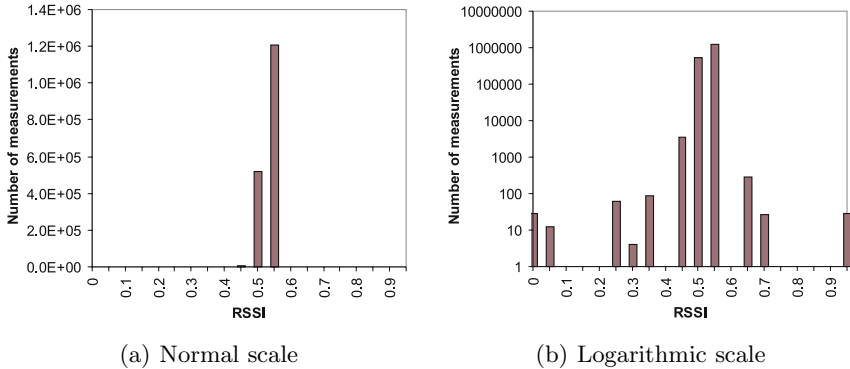 1.4E+06
1.2E+06
1.0E+06
8.0E+05
6.0E+05
4.0E+05
2.0E+05
0.0E+00
Number of measurements
0 0.1 0.2 0.3 0.4 0.5 0.6 0.7 0.8 0.9
RSSI
(a) Normal scale
10000000
1000000
100000
10000
1000
100
10
1
Number of measurements
0 0.1 0.2 0.3 0.4 0.5 0.6 0.7 0.8 0.9
RSSI
(b) Logarithmic scale